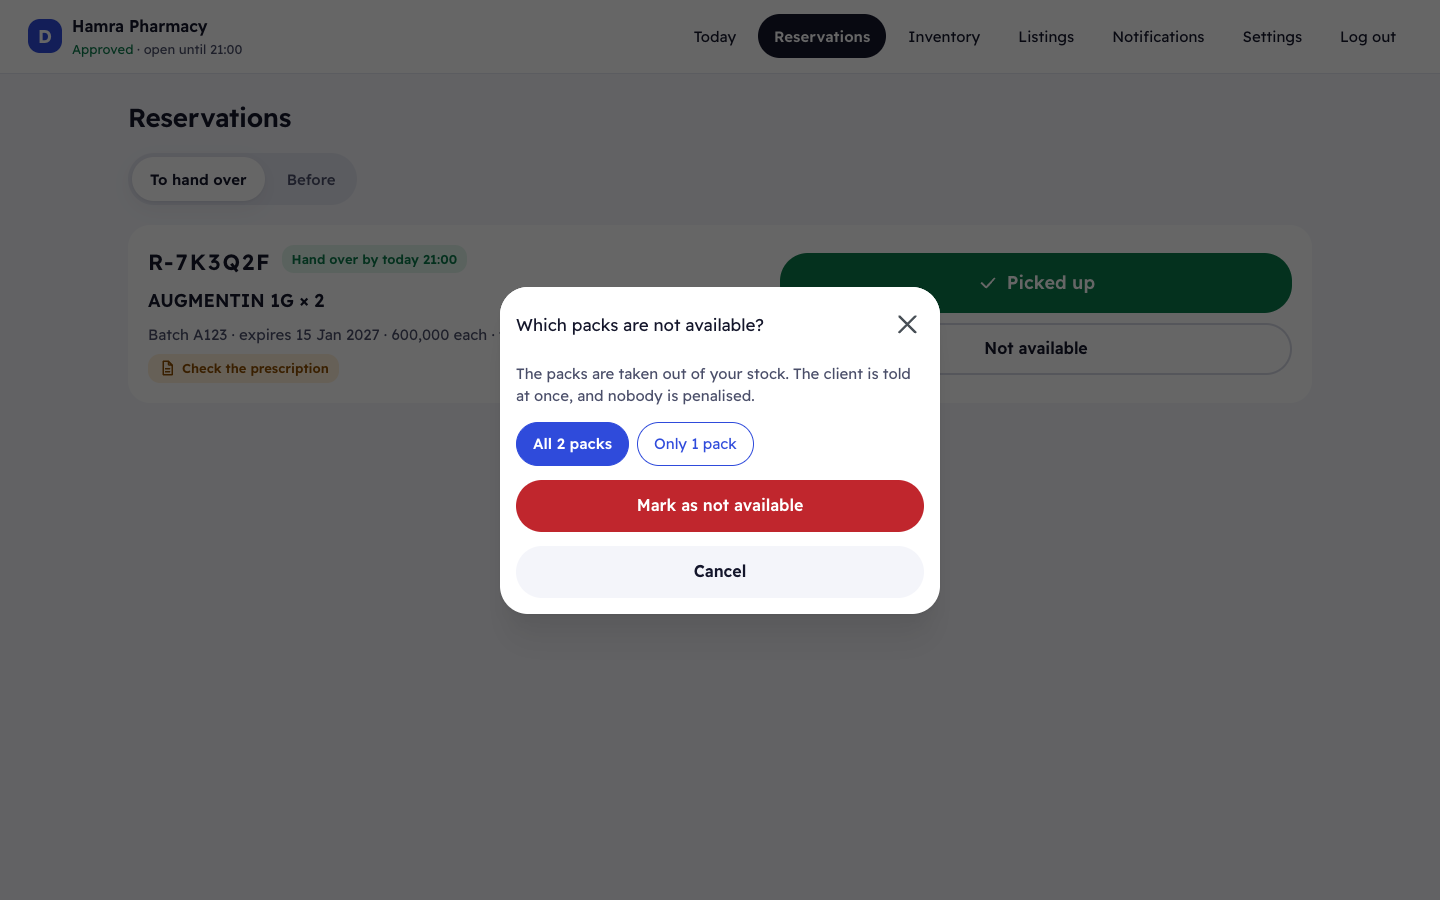 D
Hamra Pharmacy
Approved · open until 21:00
Today
Reservations
Inventory
Listings
Notifications
Settings
Log out
Reservations
To hand over
Before
R-7K3Q2F
Hand over by today 21:00
AUGMENTIN 1G × 2
Batch A123 · expires 15 Jan 2027 · 600,000 each ·
Check the prescription
Picked up
Not available
Which packs are not available?
The packs are taken out of your stock. The client is told
at once, and nobody is penalised.
All 2 packs
Only 1 pack
Mark as not available
Cancel